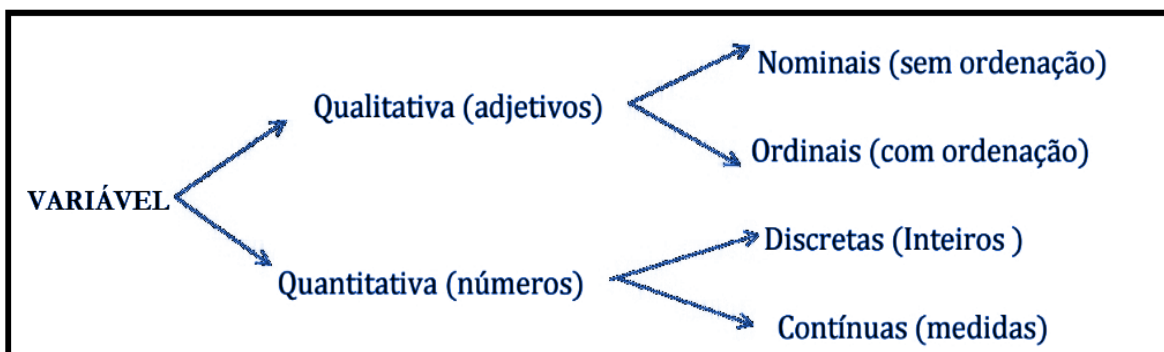 Nominais (sem ordenação)
Qualitativa (adjetivos)
Ordinais (com ordenação)
VARIÁVEL
Discretas (Inteiros )
Quantitativa (números)
Contínuas (medidas)